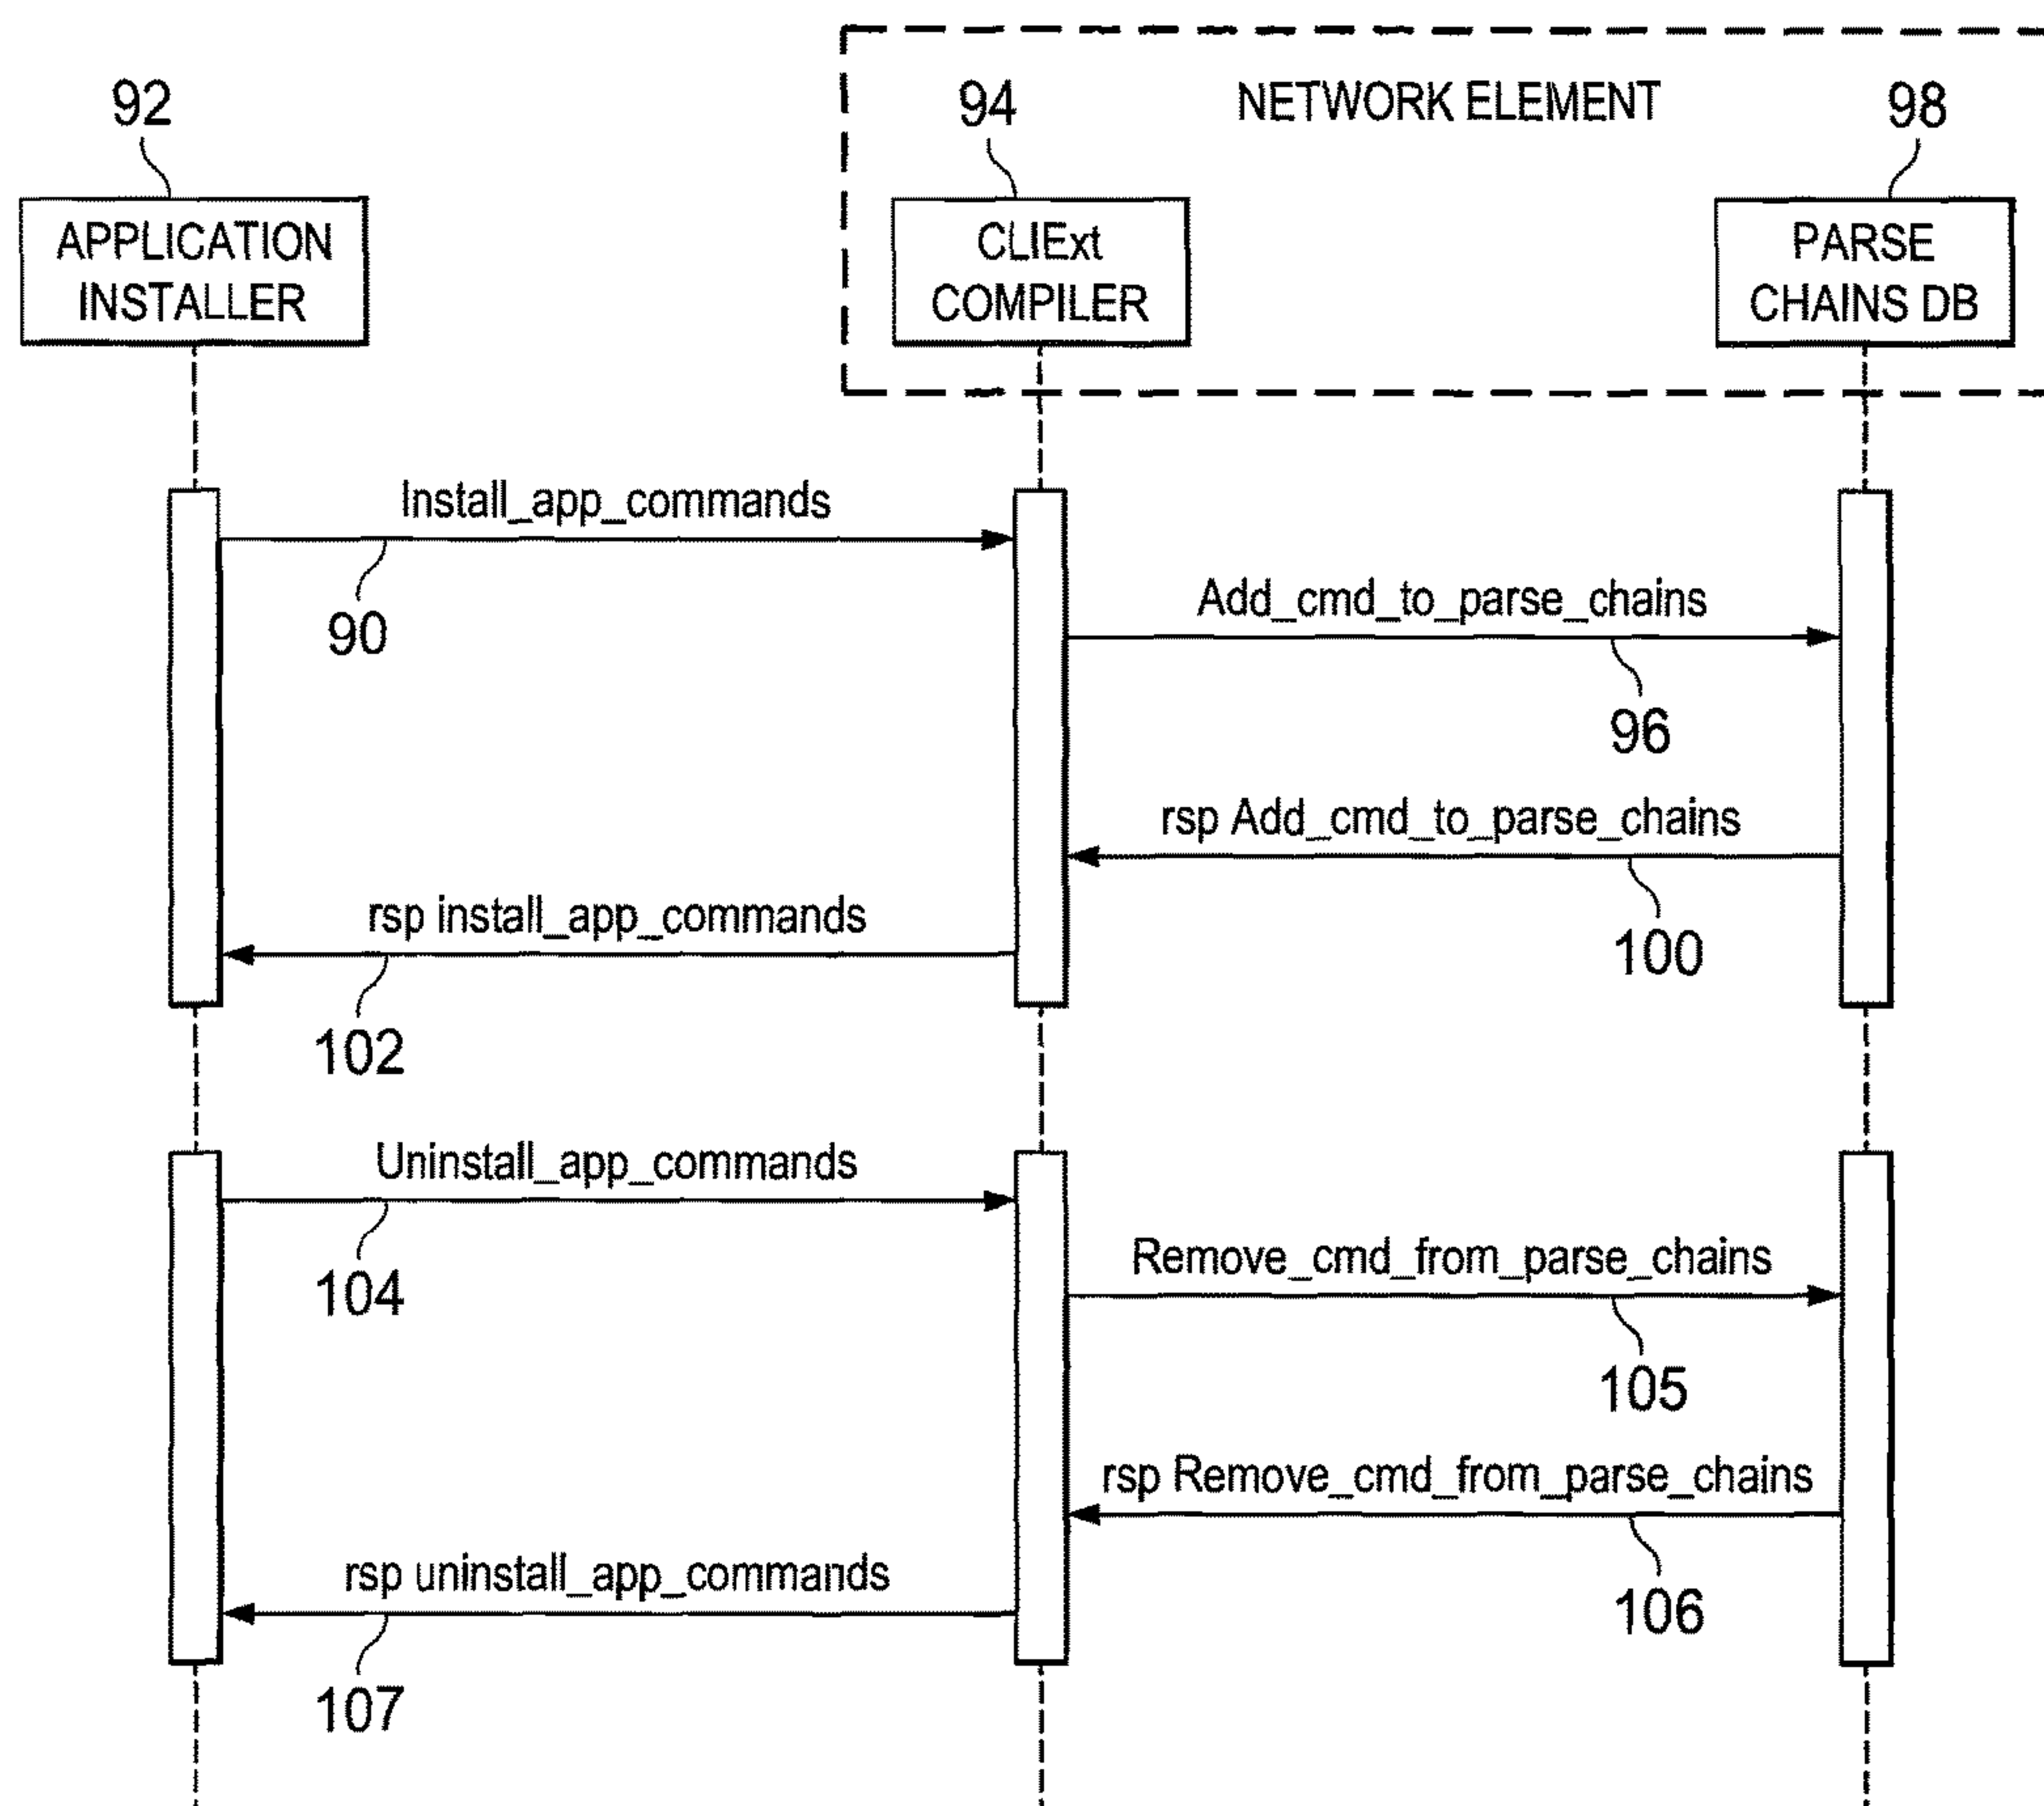 NETWORK ELEMENT
92
94
98
APPLICATION
INSTALLER
CLIExt
COMPILER
PARSE
CHAINS DB
Install_app_commands
90
Add_cmd_to_parse_chains
96
rsp Add_cmd_to_parse_chains
100
rsp install_app_commands
102
Uninstall_app_commands
104
Remove_cmd_from_parse_chains
105
rsp Remove_cmd_from_parse_chains
106
rsp uninstall_app_commands
107